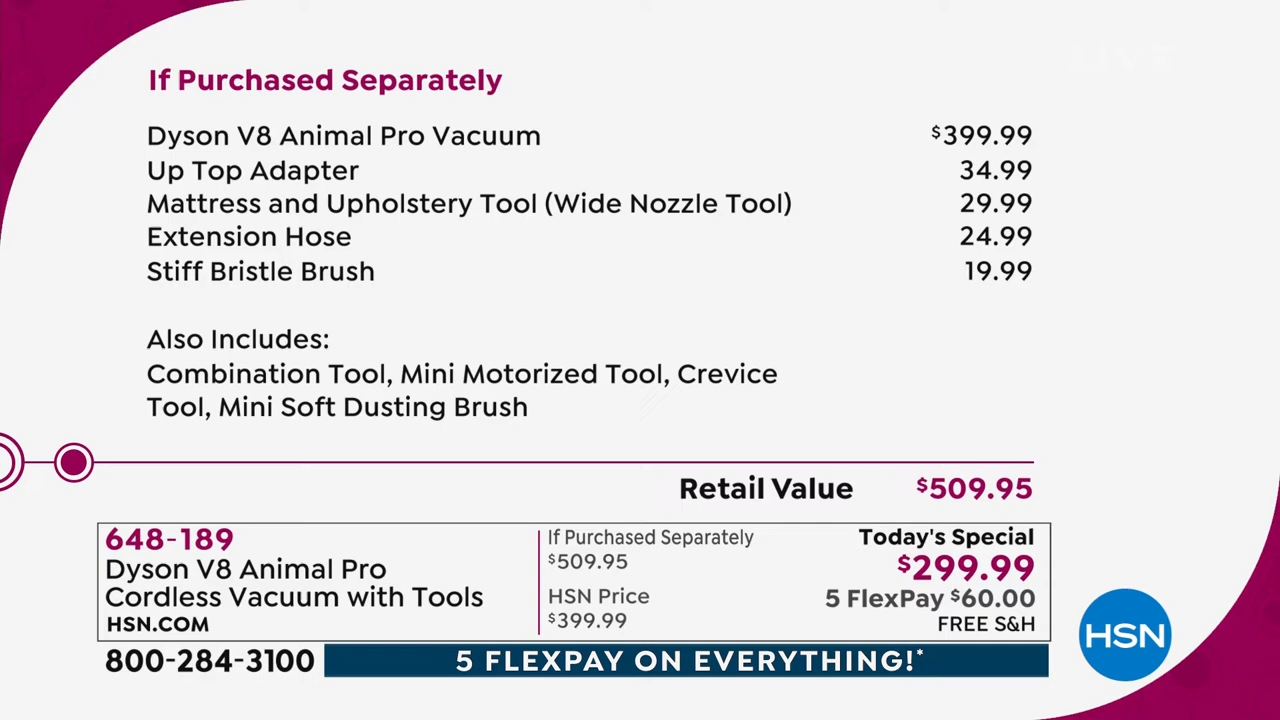 If Purchased Separately
Dyson V8 Animal Pro Vacuum $399.99
Up Top Adapter 34.99
Mattress and Upholstery Tool (Wide Nozzle Tool) 29.99
Extension Hose 24.99
Stiff Bristle Brush 19.99
Also Includes:
Combination Tool, Mini Motorized Tool, Crevice
Tool, Mini Soft Dusting Brush
Retail Value $509.95
648-189
Dyson V8 Animal Pro
Cordless Vacuum with Tools
HSN.COM
If Purchased Separately
$509.95
HSN Price
$399.99
Today's Special
$299.99
5 FlexPay $60.00
FREE S&H
HSN
800-284-3100
5 FLEXPAY ON EVERYTHING!*